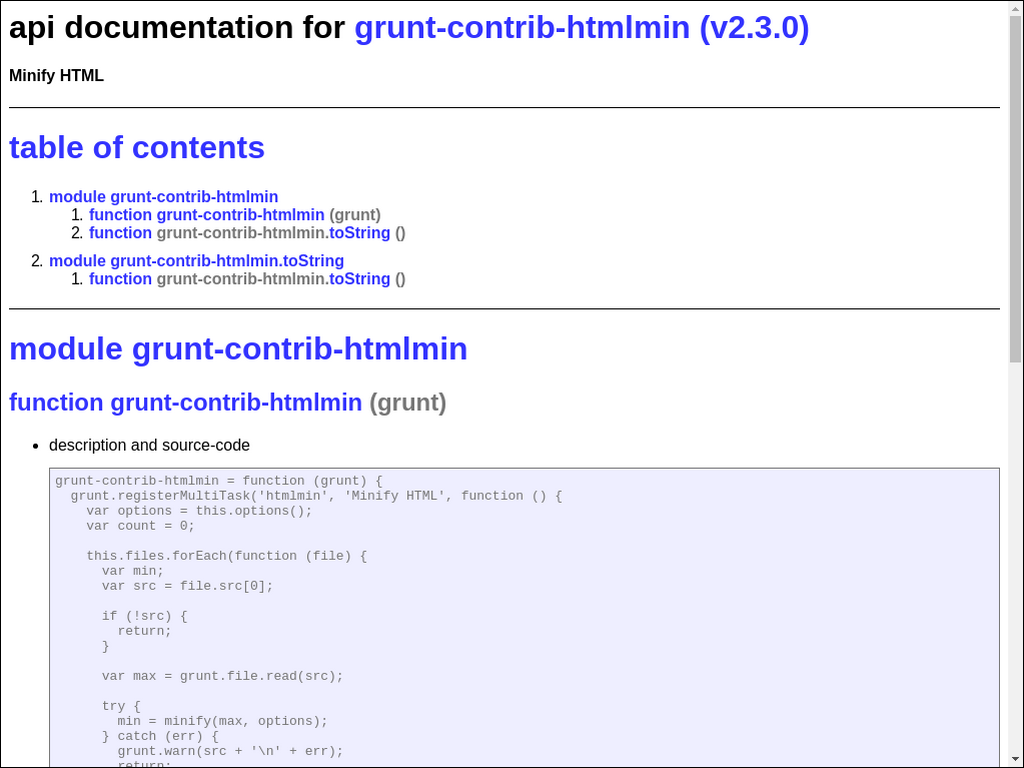 api documentation for grunt-contrib-htmlmin (v2.3.0)
Minify HTML
table of contents
1. module grunt-contrib-htmlmin
1. function grunt-contrib-htmlmin (grunt)
2. function grunt-contrib-htmlmin.toString ()
2. module grunt-contrib-htmlmin.toString
1. function grunt-contrib-htmlmin.toString ()
module grunt-contrib-htmlmin
function grunt-contrib-htmlmin (grunt)
• description and source-code
grunt-contrib-htmlmin = function (grunt) {
  grunt.registerMultiTask('htmlmin', 'Minify HTML', function () {
    var options = this.options();
    var count = 0;
    this.files.forEach(function (file) {
      var min;
      var src = file.src[0];
      if (!src) {
        return;
      }
      var max = grunt.file.read(src);
      try {
        min = minify(max, options);
      } catch (err) {
        grunt.warn(src + '\n' + err);
        return;